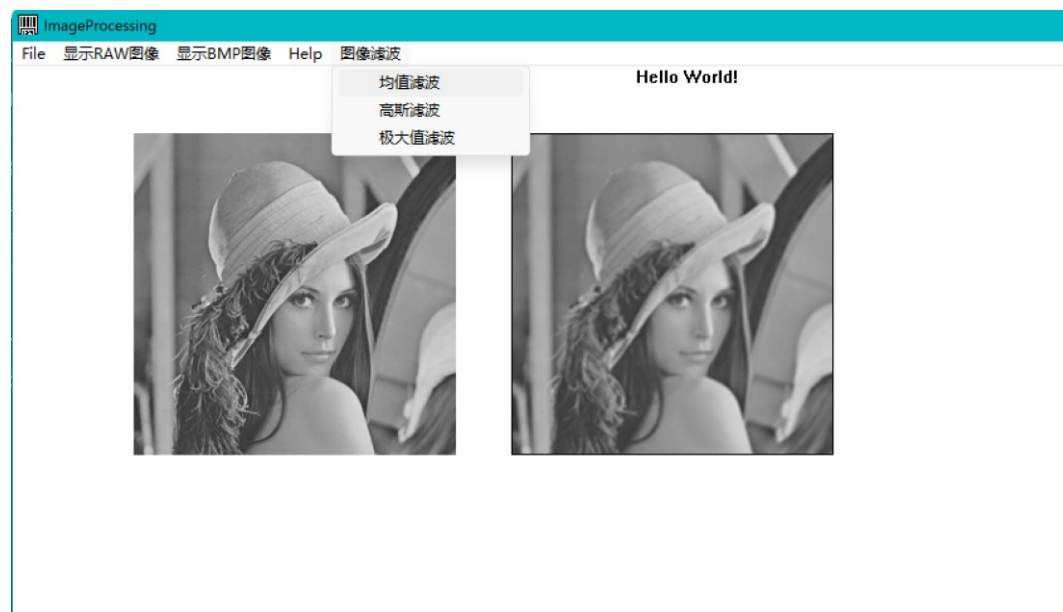 ImageProcessing
File 显示RAW图像 显示BMP图像 Help 图像滤波
均值滤波
高斯滤波
极大值滤波
Hello World!